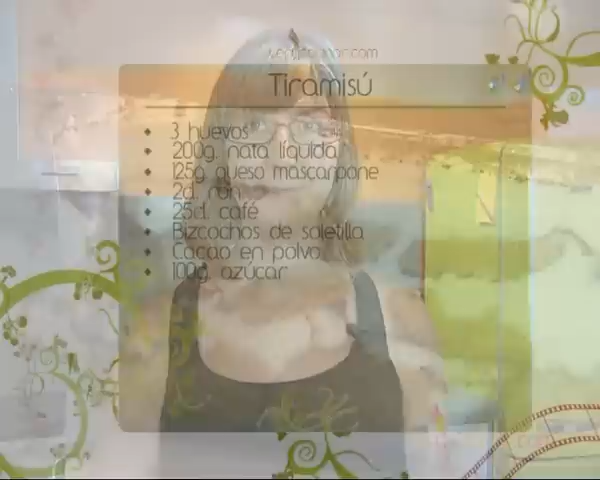 Tiramisú
3 huevos
200g. nata líquida
125g. queso mascarpone
2dl. ron
25cl. café
Bizcochos de soletilla
Cacao en polvo
100g. azúcar